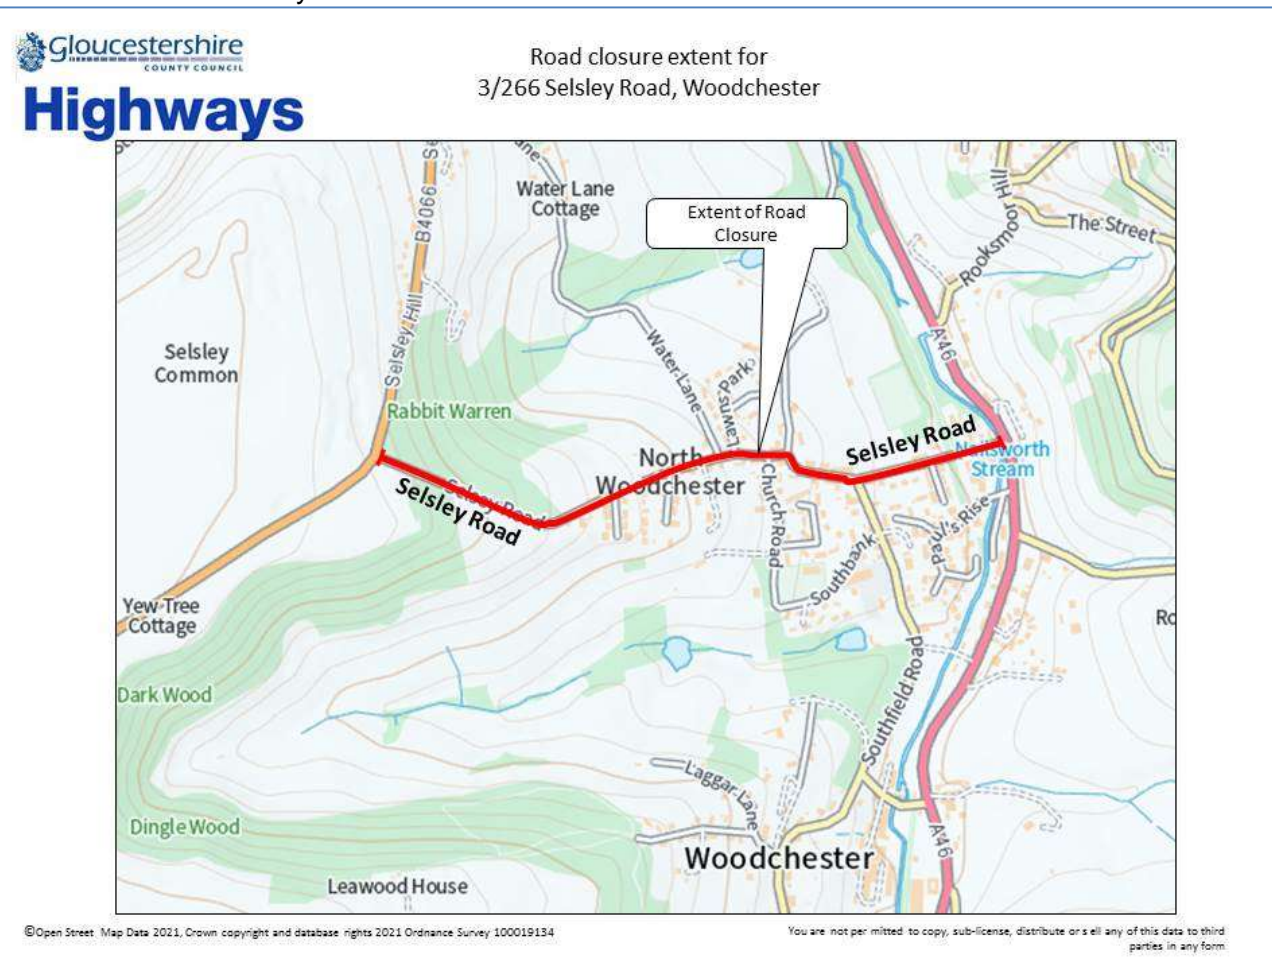 Gloucestershire
COUNTY COUNCIL
Highways
Road closure extent for
3/266 Selsley Road, Woodchester
B4066
Water Lane
Cottage
Extent of Road
Closure
Rooksmoor Hill
The Street
Selsley Hill
Selsley
Common
Water Lane
Lawns Park
A46
Rabbit Warren
Selsley Road
North
Woodchester
Selsley Road
Selsley Road
Nailsworth
Stream
Church Road
Southbank
Paul's Rise
Yew Tree
Cottage
Dark Wood
Southfield Road
Laggar Lane
Dingle Wood
Woodchester
A46
Leawood House
©Open Street Map Data 2021, Crown copyright and database rights 2021 Ordnance Survey 100019134
You are not per mitted to copy, sub-license, distribute or s ell any of this data to third
parties in any form